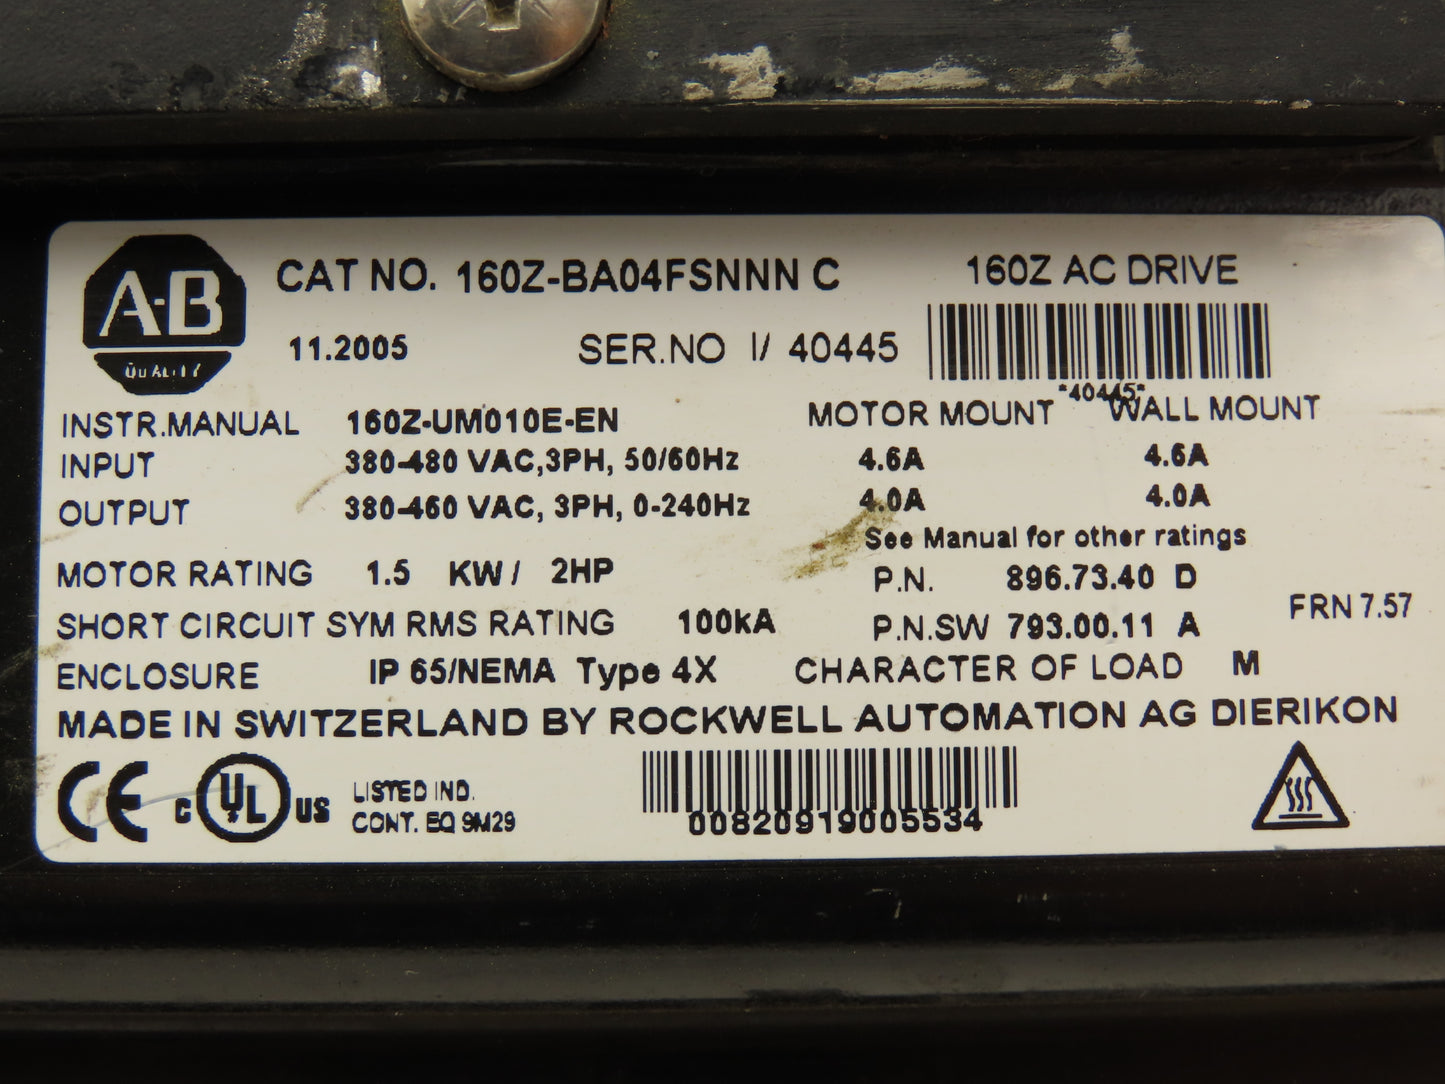 A-B
QUALITY
CAT NO. 160Z-BA04FSNNN C
160Z AC DRIVE
11.2005
SER.NO I/ 40445
*40445*
INSTR.MANUAL 160Z-UM010E-EN
MOTOR MOUNT WALL MOUNT
INPUT 380-480 VAC,3PH, 50/60Hz 4.6A 4.6A
OUTPUT 380-460 VAC, 3PH, 0-240Hz 4.0A 4.0A
See Manual for other ratings
MOTOR RATING 1.5 KW / 2HP
P.N. 896.73.40 D
FRN 7.57
SHORT CIRCUIT SYM RMS RATING 100kA
P.N.SW 793.00.11 A
ENCLOSURE IP 65/NEMA Type 4X
CHARACTER OF LOAD M
MADE IN SWITZERLAND BY ROCKWELL AUTOMATION AG DIERIKON
CE c UL US
LISTED IND.
CONT. EQ 9M29
00820919005534